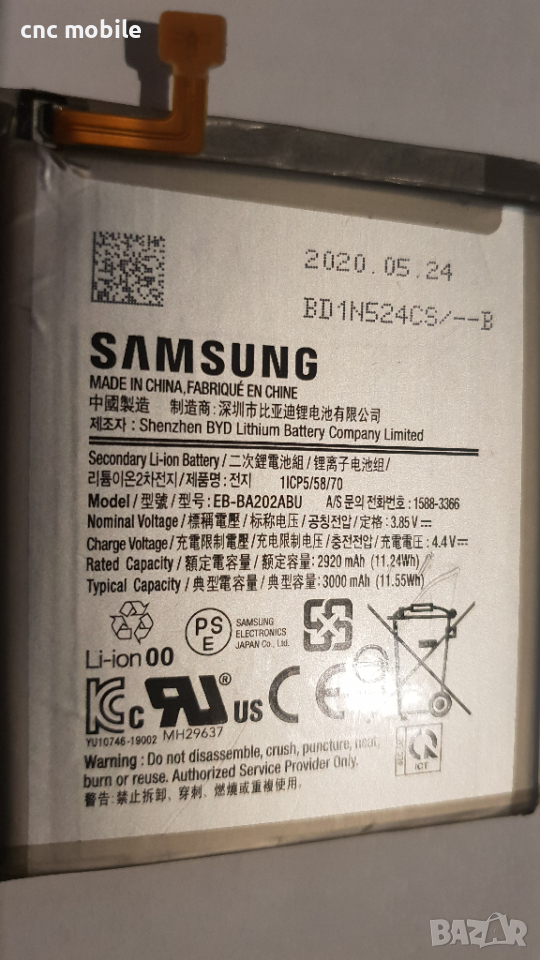 cnc mobile
2020.05.24
BD1N524CS/--B
SAMSUNG
MADE IN CHINA,FABRIQUÉ EN CHINE
中國製造 制造商:深圳市比亚迪锂电池有限公司
제조자: Shenzhen BYD Lithium Battery Company Limited
Secondary Li-ion Battery/二次鋰電池組/锂离子电池组/
리튬이온2차전지/제품명:전지 1ICP5/58/70
Model/型號/型号:EB-BA202ABU A/S문의 전화번호:1588-3366
Nominal Voltage/標稱電壓/标称电压/공칭전압/定格:3.85V⎓
Charge Voltage/充電限制電壓/充电限制电压/충전전압/充電電圧:4.4V⎓
Rated Capacity/額定電容量/额定容量:2920 mAh (11.24Wh)
Typical Capacity/典型電容量/典型容量:3000 mAh (11.55Wh)
Li-ion 00
PS
E
SAMSUNG
ELECTRONICS
JAPAN Co., Ltd.
KC
c RU® US
CE
YU10746-19002 MH29637
ICT
Warning: Do not disassemble, crush, puncture, heat,
burn or reuse. Authorized Service Provider Only.
警告:禁止拆卸、穿刺、燃燒或重複使用。
BAZAR